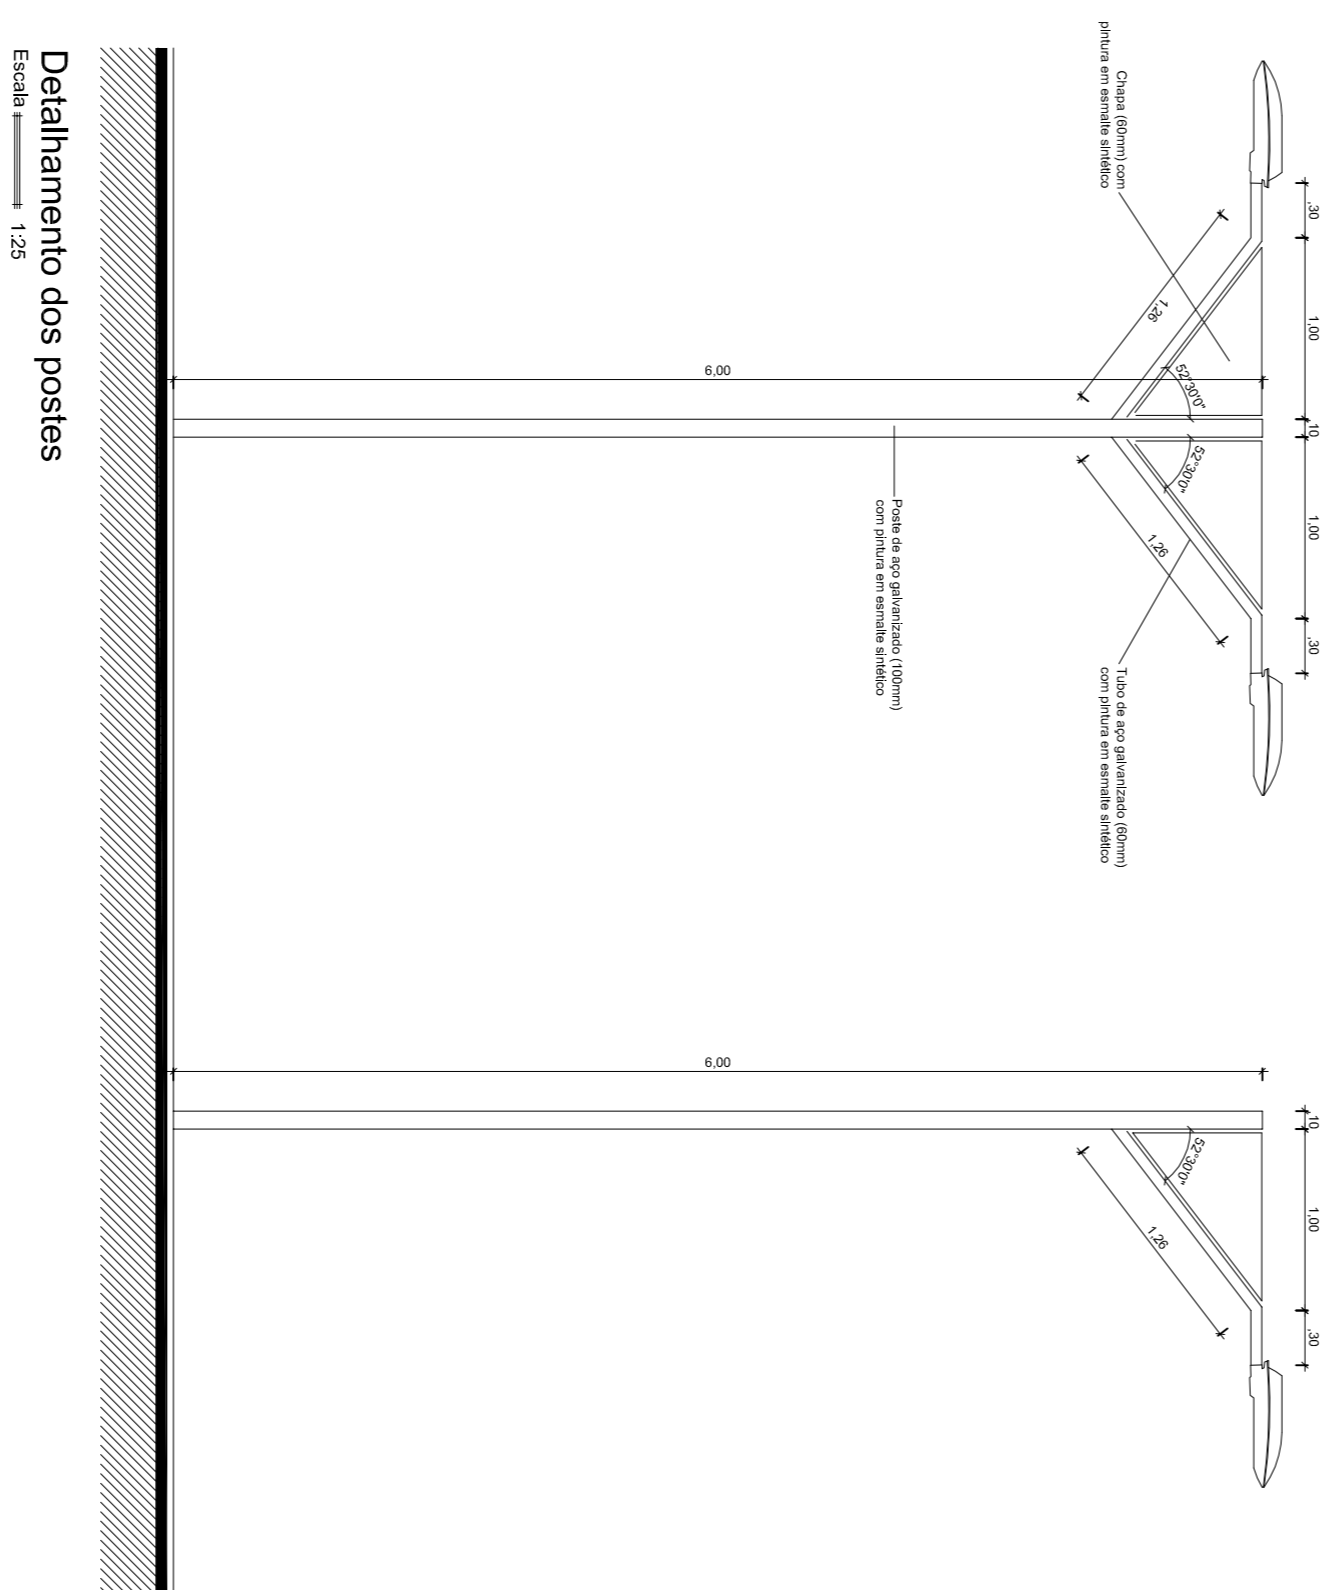 ,30
1,00
10
1,00
,30
10
1,00
,30
Chapa (60mm) com
pintura em esmalte sintético
1,26
52°30'0"
52°30'0"
1,26
Tubo de aço galvanizado (60mm)
com pintura em esmalte sintético
52°30'0"
1,26
Poste de aço galvanizado (100mm)
com pintura em esmalte sintético
6,00
6,00
Detalhamento dos postes
Escala 1:25